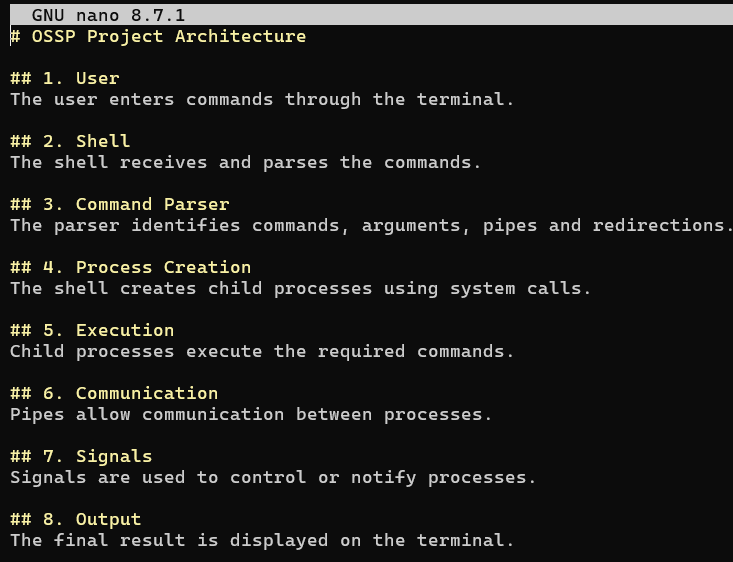 GNU nano 8.7.1
# OSSP Project Architecture
## 1. User
The user enters commands through the terminal.
## 2. Shell
The shell receives and parses the commands.
## 3. Command Parser
The parser identifies commands, arguments, pipes and redirections.
## 4. Process Creation
The shell creates child processes using system calls.
## 5. Execution
Child processes execute the required commands.
## 6. Communication
Pipes allow communication between processes.
## 7. Signals
Signals are used to control or notify processes.
## 8. Output
The final result is displayed on the terminal.